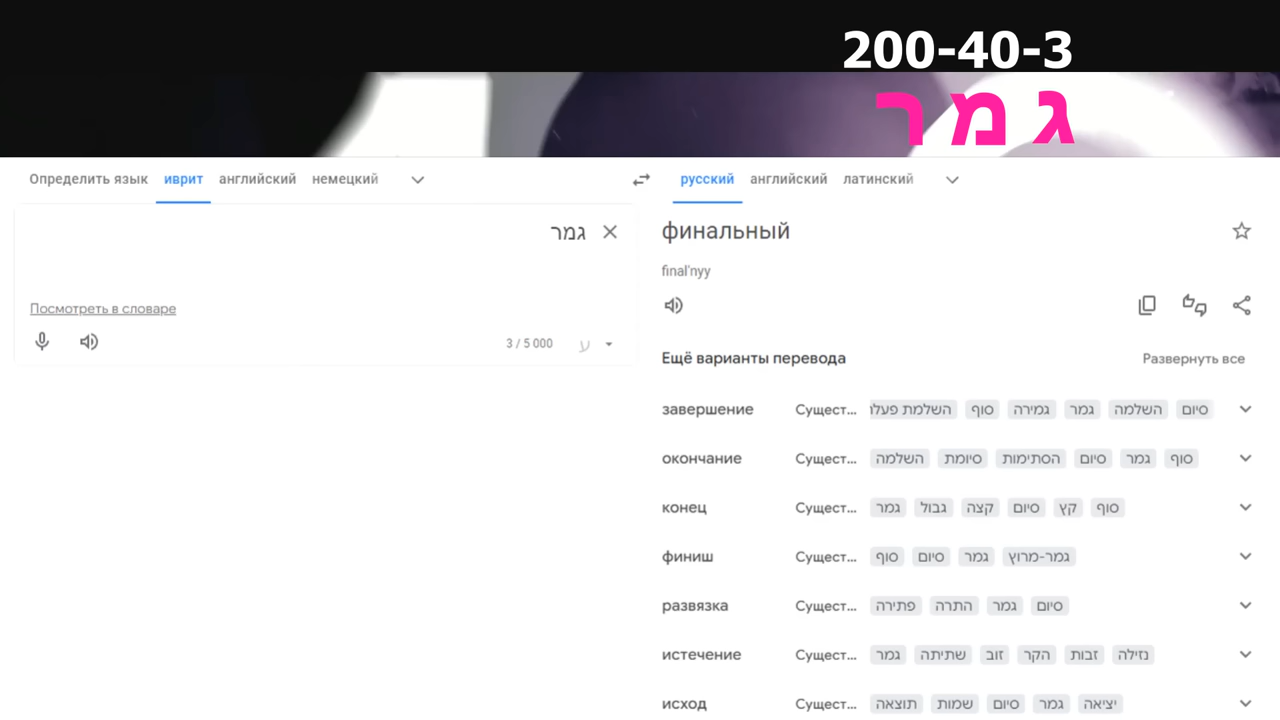 200-40-3
ג מ ר
Определить язык иврит английский немецкий русский английский латинский
גמר
финальный
final'nyy
Посмотреть в словаре
3 / 5 000
ע
Ещё варианты перевода Развернуть все
завершение Сущест... סיום השלמה גמר גמירה סוף השלמת פעלו
окончание Сущест... סוף גמר סיום הסתימות סיומת השלמה
конец Сущест... סוף קץ סיום קצה גבול גמר
финиш Сущест... גמר-מרוץ גמר סיום סוף
развязка Сущест... סיום גמר התרה פתירה
истечение Сущест... נזילה זבות הקר זוב שתיתה גמר
исход Сущест... יציאה גמר סיום שמות תוצאה